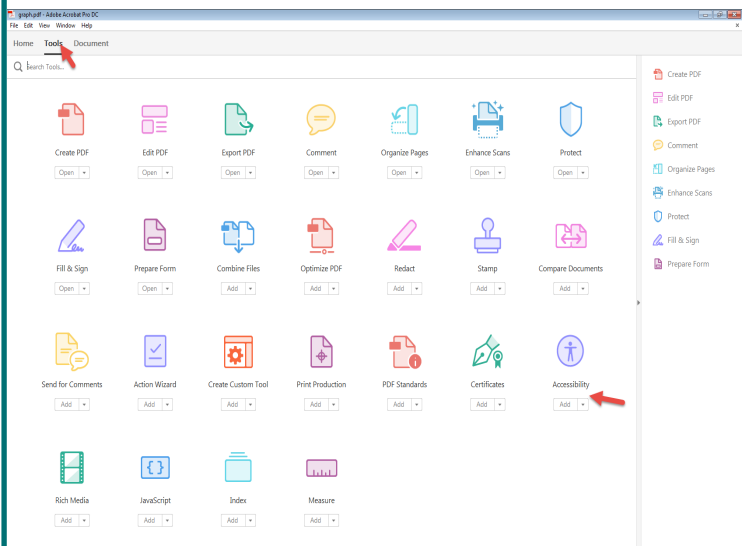 graph.pdf - Adobe Acrobat Pro DC
File Edit View Window Help
Home Tools Document
Search Tools...
Create PDF Edit PDF Export PDF Comment Organize Pages Enhance Scans Protect
Open Open Open Open Open Open Open
Fill & Sign Prepare Form Combine Files Optimize PDF Redact Stamp Compare Documents
Open Open Add Add Add Add Add
Send for Comments Action Wizard Create Custom Tool Print Production PDF Standards Certificates Accessibility
Add Add Add Add Add Add Add
Rich Media JavaScript Index Measure
Add Add Add Add
Create PDF
Edit PDF
Export PDF
Comment
Organize Pages
Enhance Scans
Protect
Fill & Sign
Prepare Form